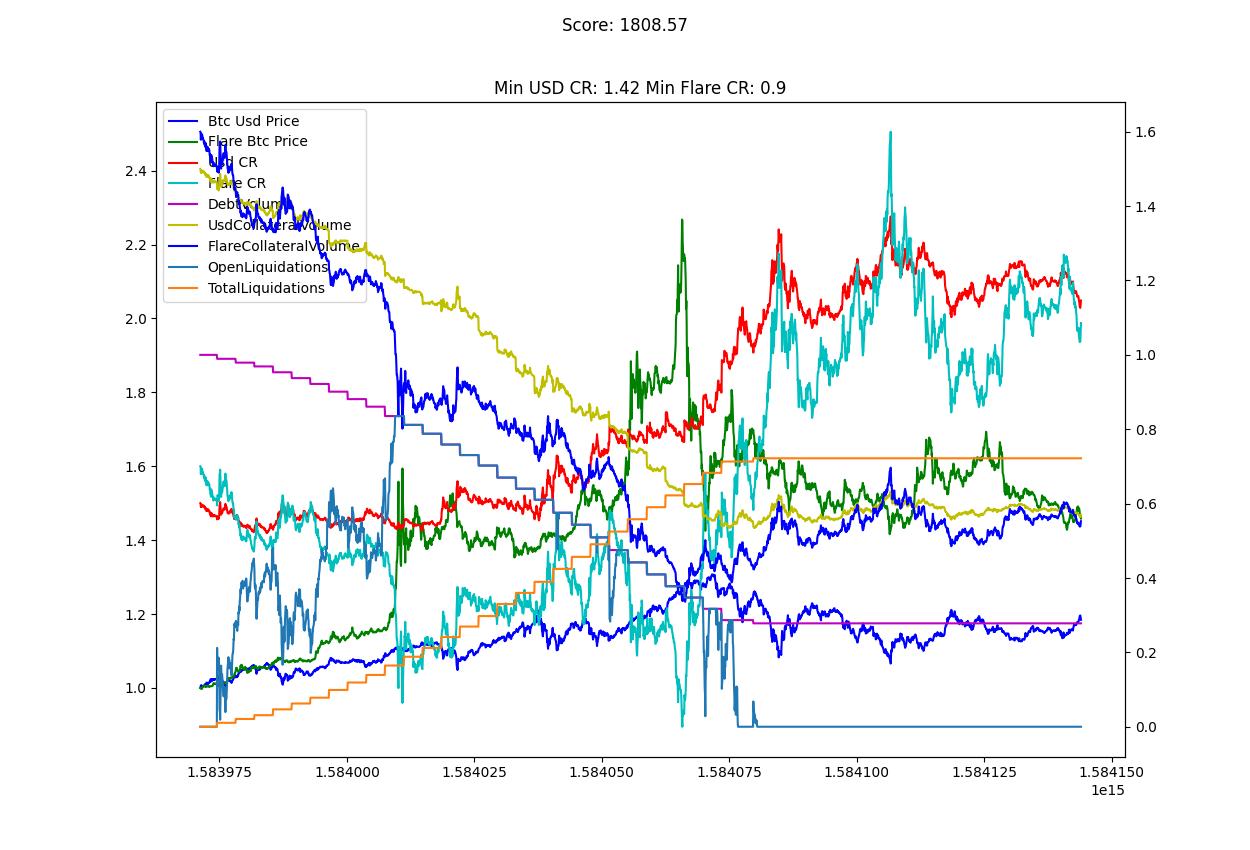 Score: 1808.57
Min USD CR: 1.42 Min Flare CR: 0.9
Btc Usd Price
Flare Btc Price
Usd CR
Flare CR
DebtVolume
UsdCollateralVolume
FlareCollateralVolume
OpenLiquidations
TotalLiquidations
2.4
2.2
2.0
1.8
1.6
1.4
1.2
1.0
1.6
1.4
1.2
1.0
0.8
0.6
0.4
0.2
0.0
1.583975 1.584000 1.584025 1.584050 1.584075 1.584100 1.584125 1.584150
1e15